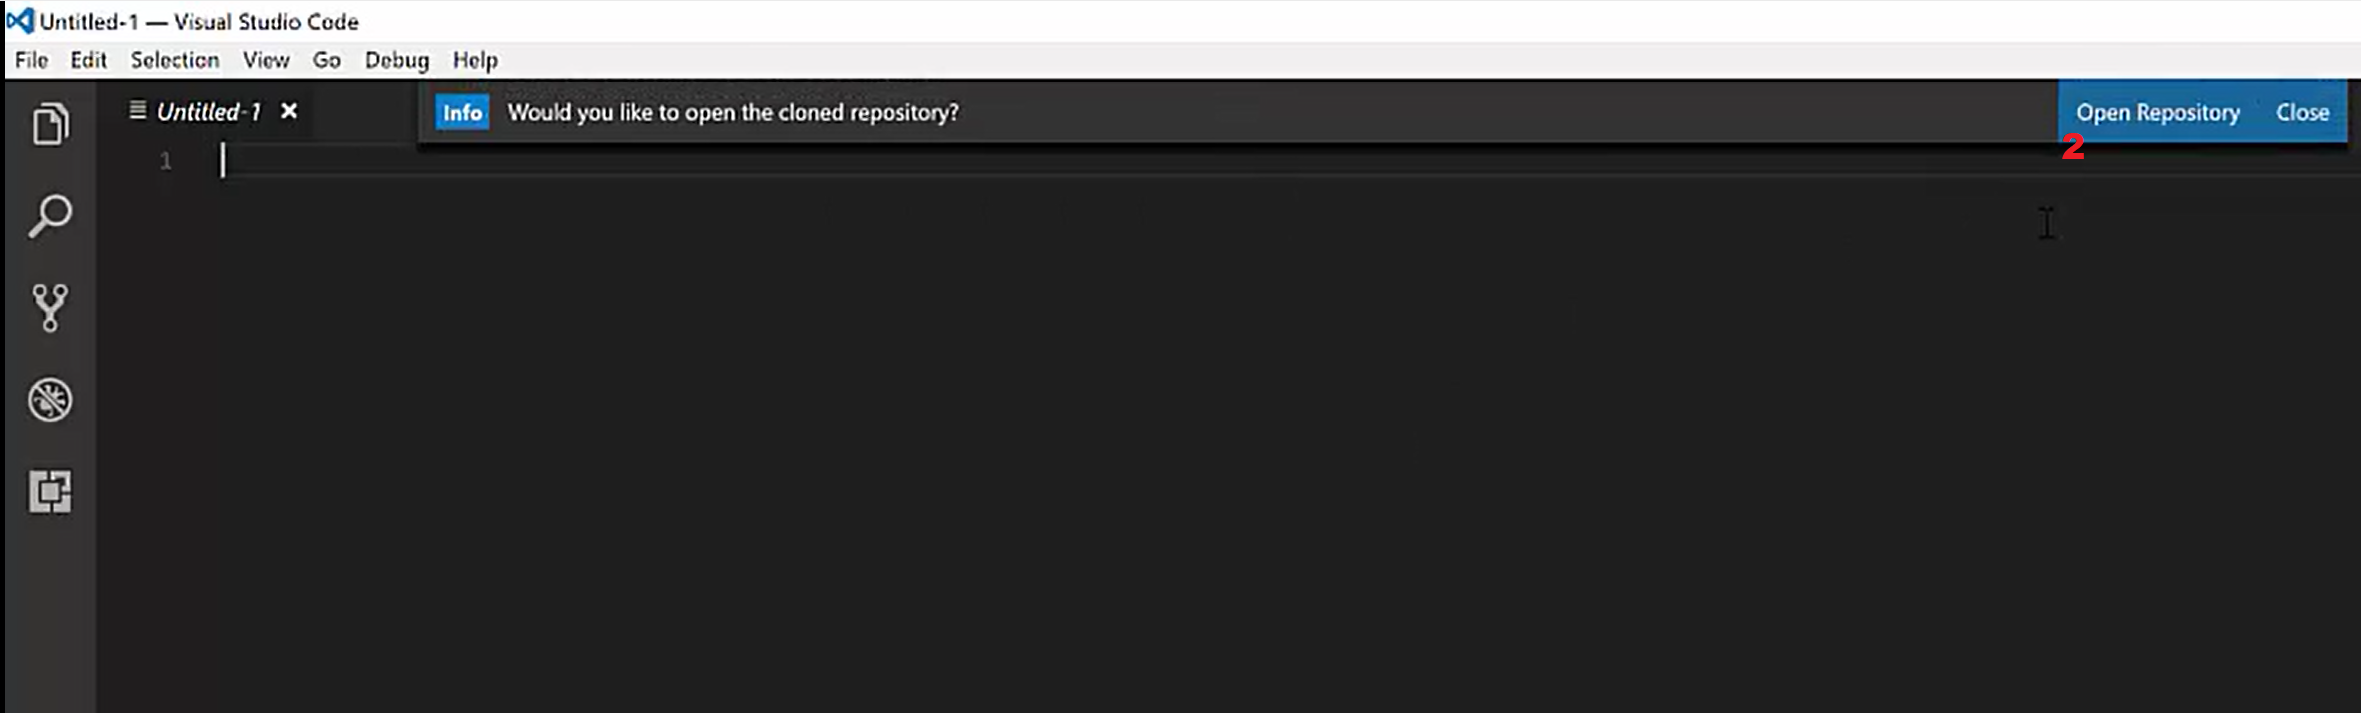 Untitled-1 — Visual Studio Code
File Edit Selection View Go Debug Help
Untitled-1 ×
Info Would you like to open the cloned repository? Open Repository Close
2
1